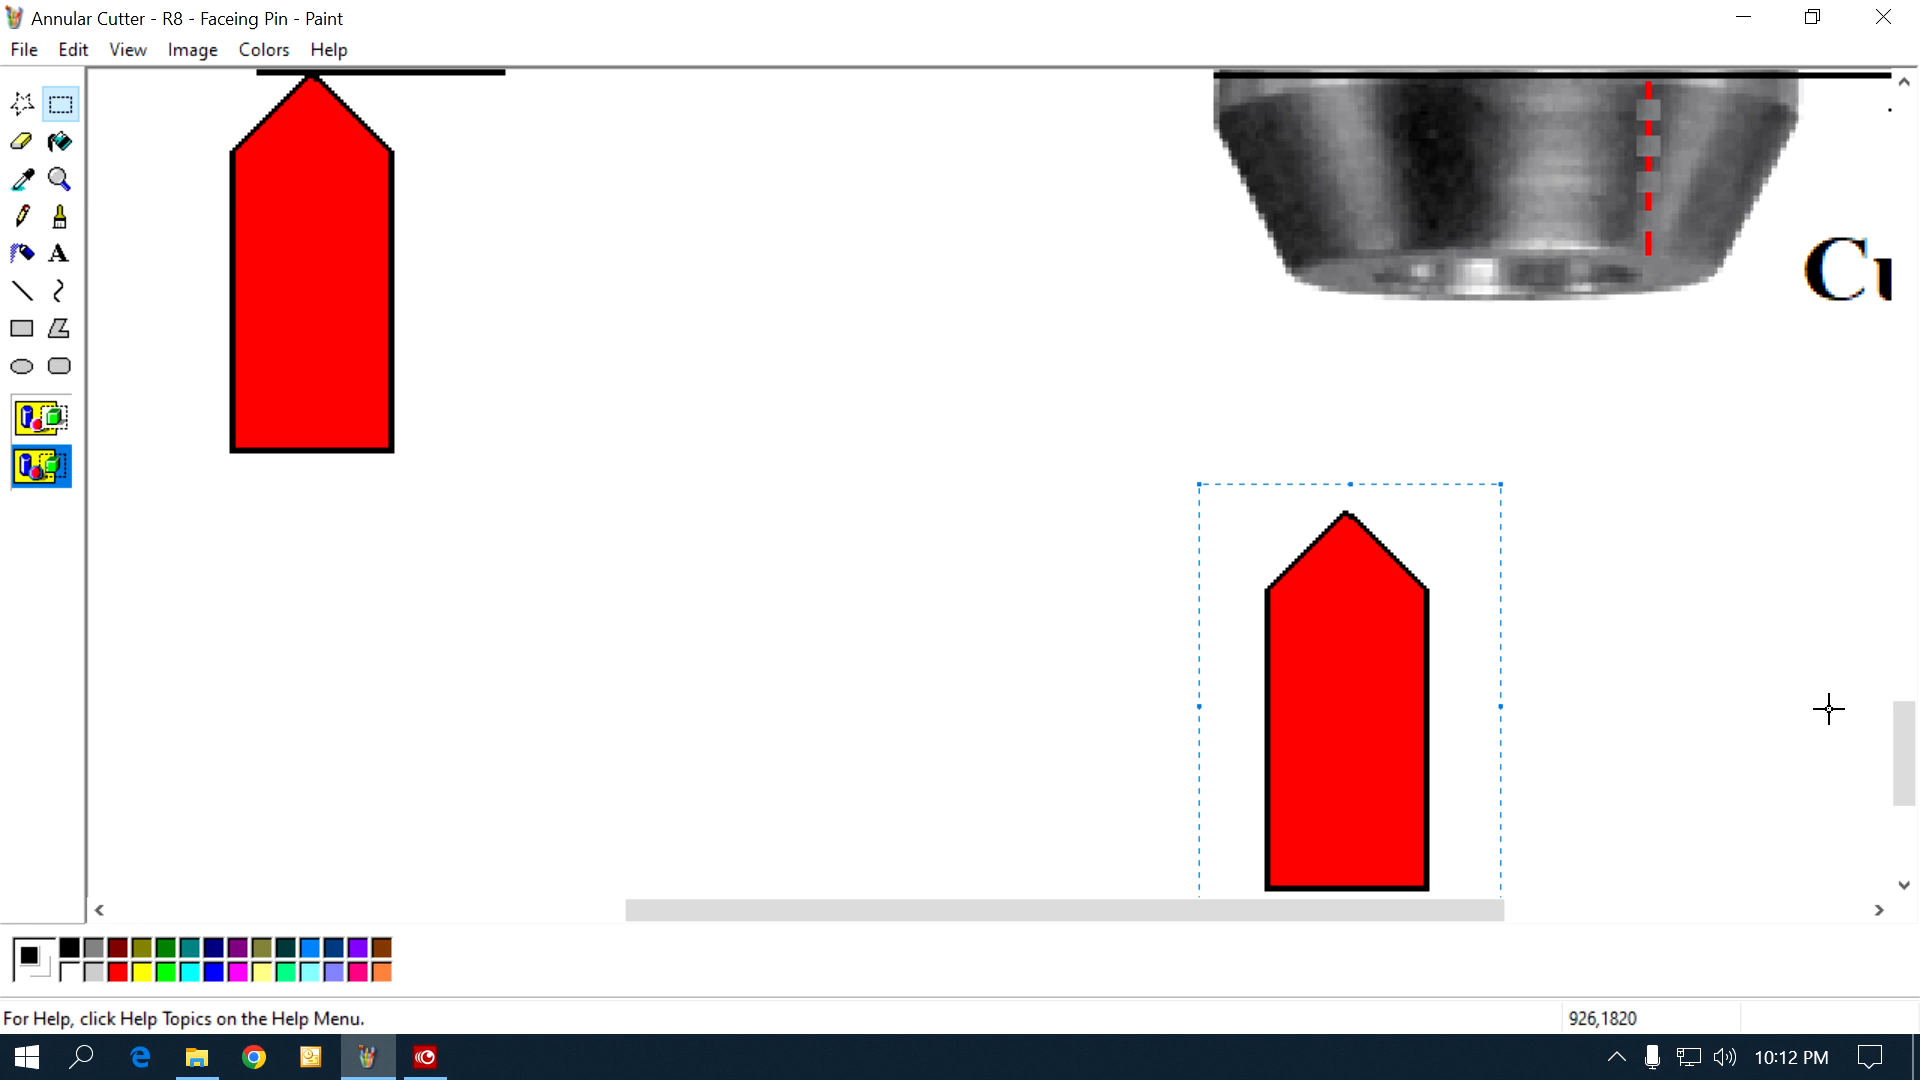 Annular Cutter - R8 - Faceing Pin - Paint
File Edit View Image Colors Help
A
For Help, click Help Topics on the Help Menu.
926,1820
10:12 PM